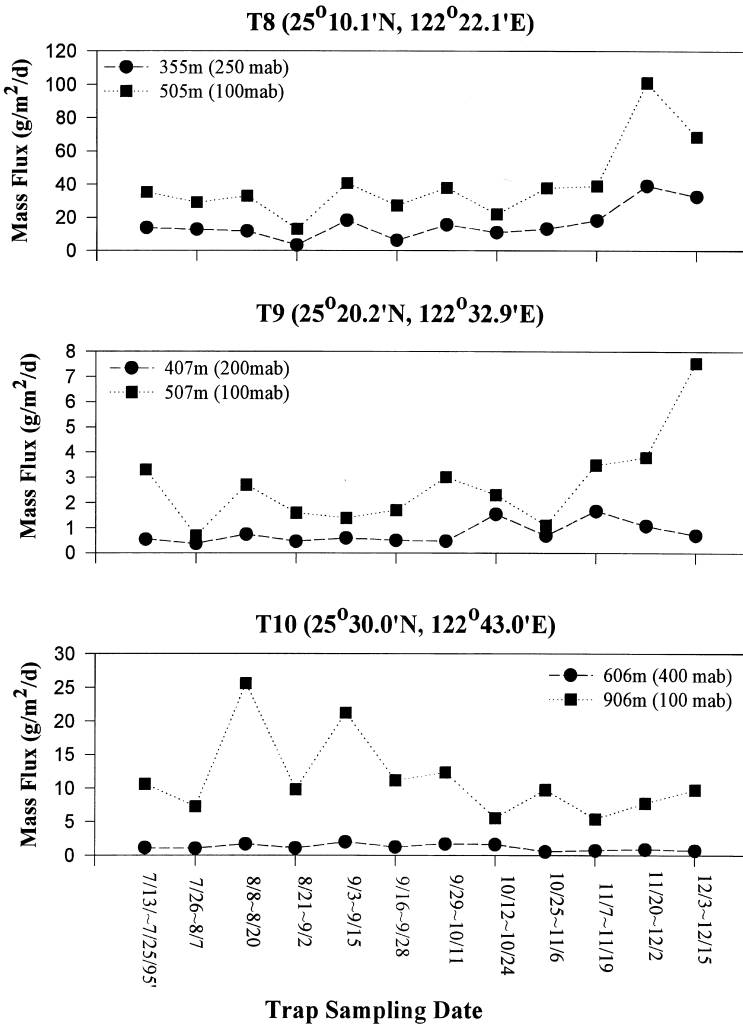 T8 (25°10.1'N, 122°22.1'E)
Mass Flux (g/m²/d)
120
100
80
60
40
20
0
355m (250 mab)
505m (100mab)
T9 (25°20.2'N, 122°32.9'E)
Mass Flux (g/m²/d)
8
7
6
5
4
3
2
1
0
407m (200mab)
507m (100mab)
T10 (25°30.0'N, 122°43.0'E)
Mass Flux (g/m²/d)
30
25
20
15
10
5
0
606m (400 mab)
906m (100 mab)
7/13/~7/25/95'
7/26~8/7
8/8~8/20
8/21~9/2
9/3~9/15
9/16~9/28
9/29~10/11
10/12~10/24
10/25~11/6
11/7~11/19
11/20~12/2
12/3~12/15
Trap Sampling Date